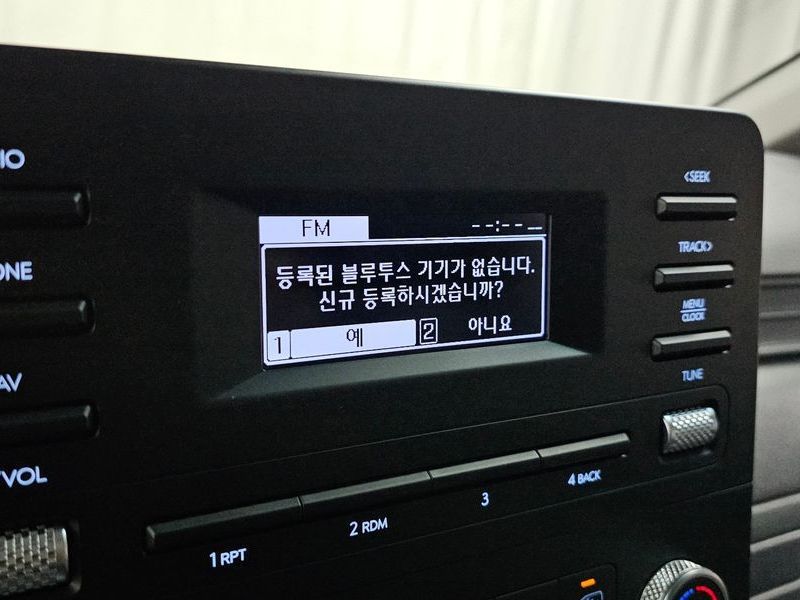 FM --:-- __
등록된 블루투스 기기가 없습니다.
신규 등록하시겠습니까?
1 예 2 아니요
IO
ONE
AV
/VOL
<SEEK
TRACK>
MENU
CLOCK
TUNE
1 RPT 2 RDM 3 4 BACK